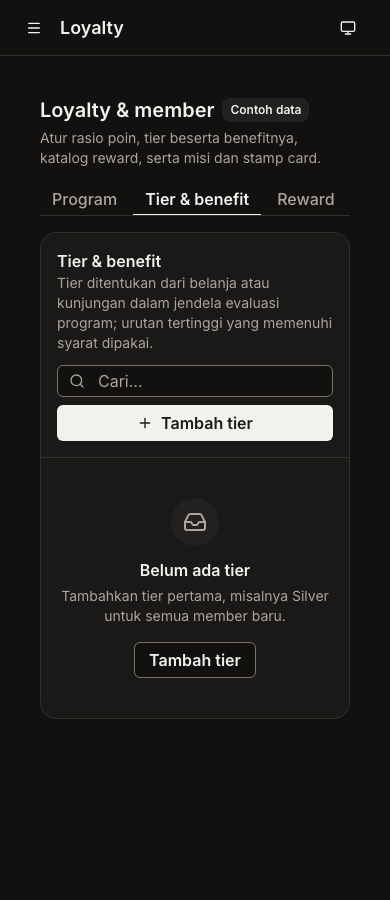 Loyalty
Loyalty & member
Contoh data
Atur rasio poin, tier beserta benefitnya,
katalog reward, serta misi dan stamp card.
Program
Tier & benefit
Reward
Tier & benefit
Tier ditentukan dari belanja atau
kunjungan dalam jendela evaluasi
program; urutan tertinggi yang memenuhi
syarat dipakai.
Cari...
Tambah tier
Belum ada tier
Tambahkan tier pertama, misalnya Silver
untuk semua member baru.
Tambah tier